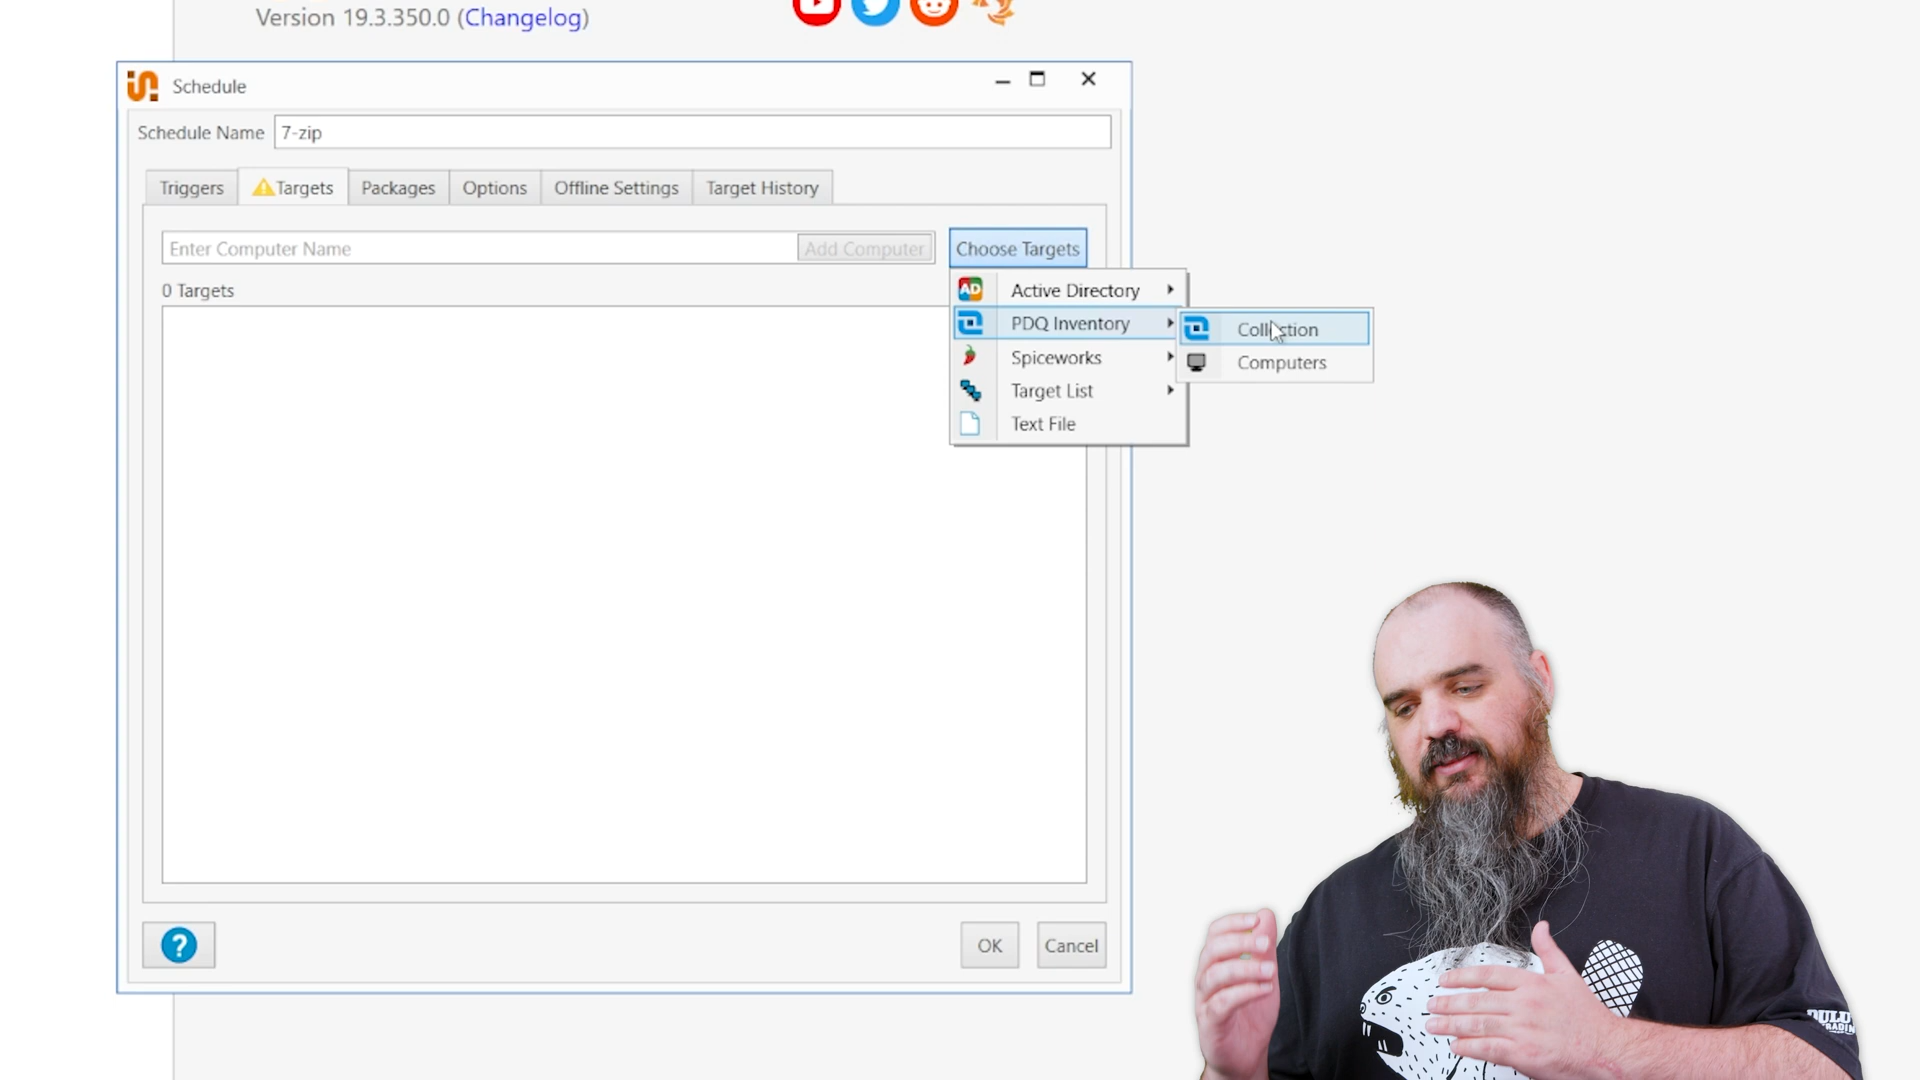 Version 19.3.350.0 (Changelog)
Schedule
Schedule Name 7-zip
Triggers Targets Packages Options Offline Settings Target History
Enter Computer Name Add Computer Choose Targets
0 Targets
AD Active Directory
PDQ Inventory
Collection
Spiceworks
Computers
Target List
Text File
? OK Cancel